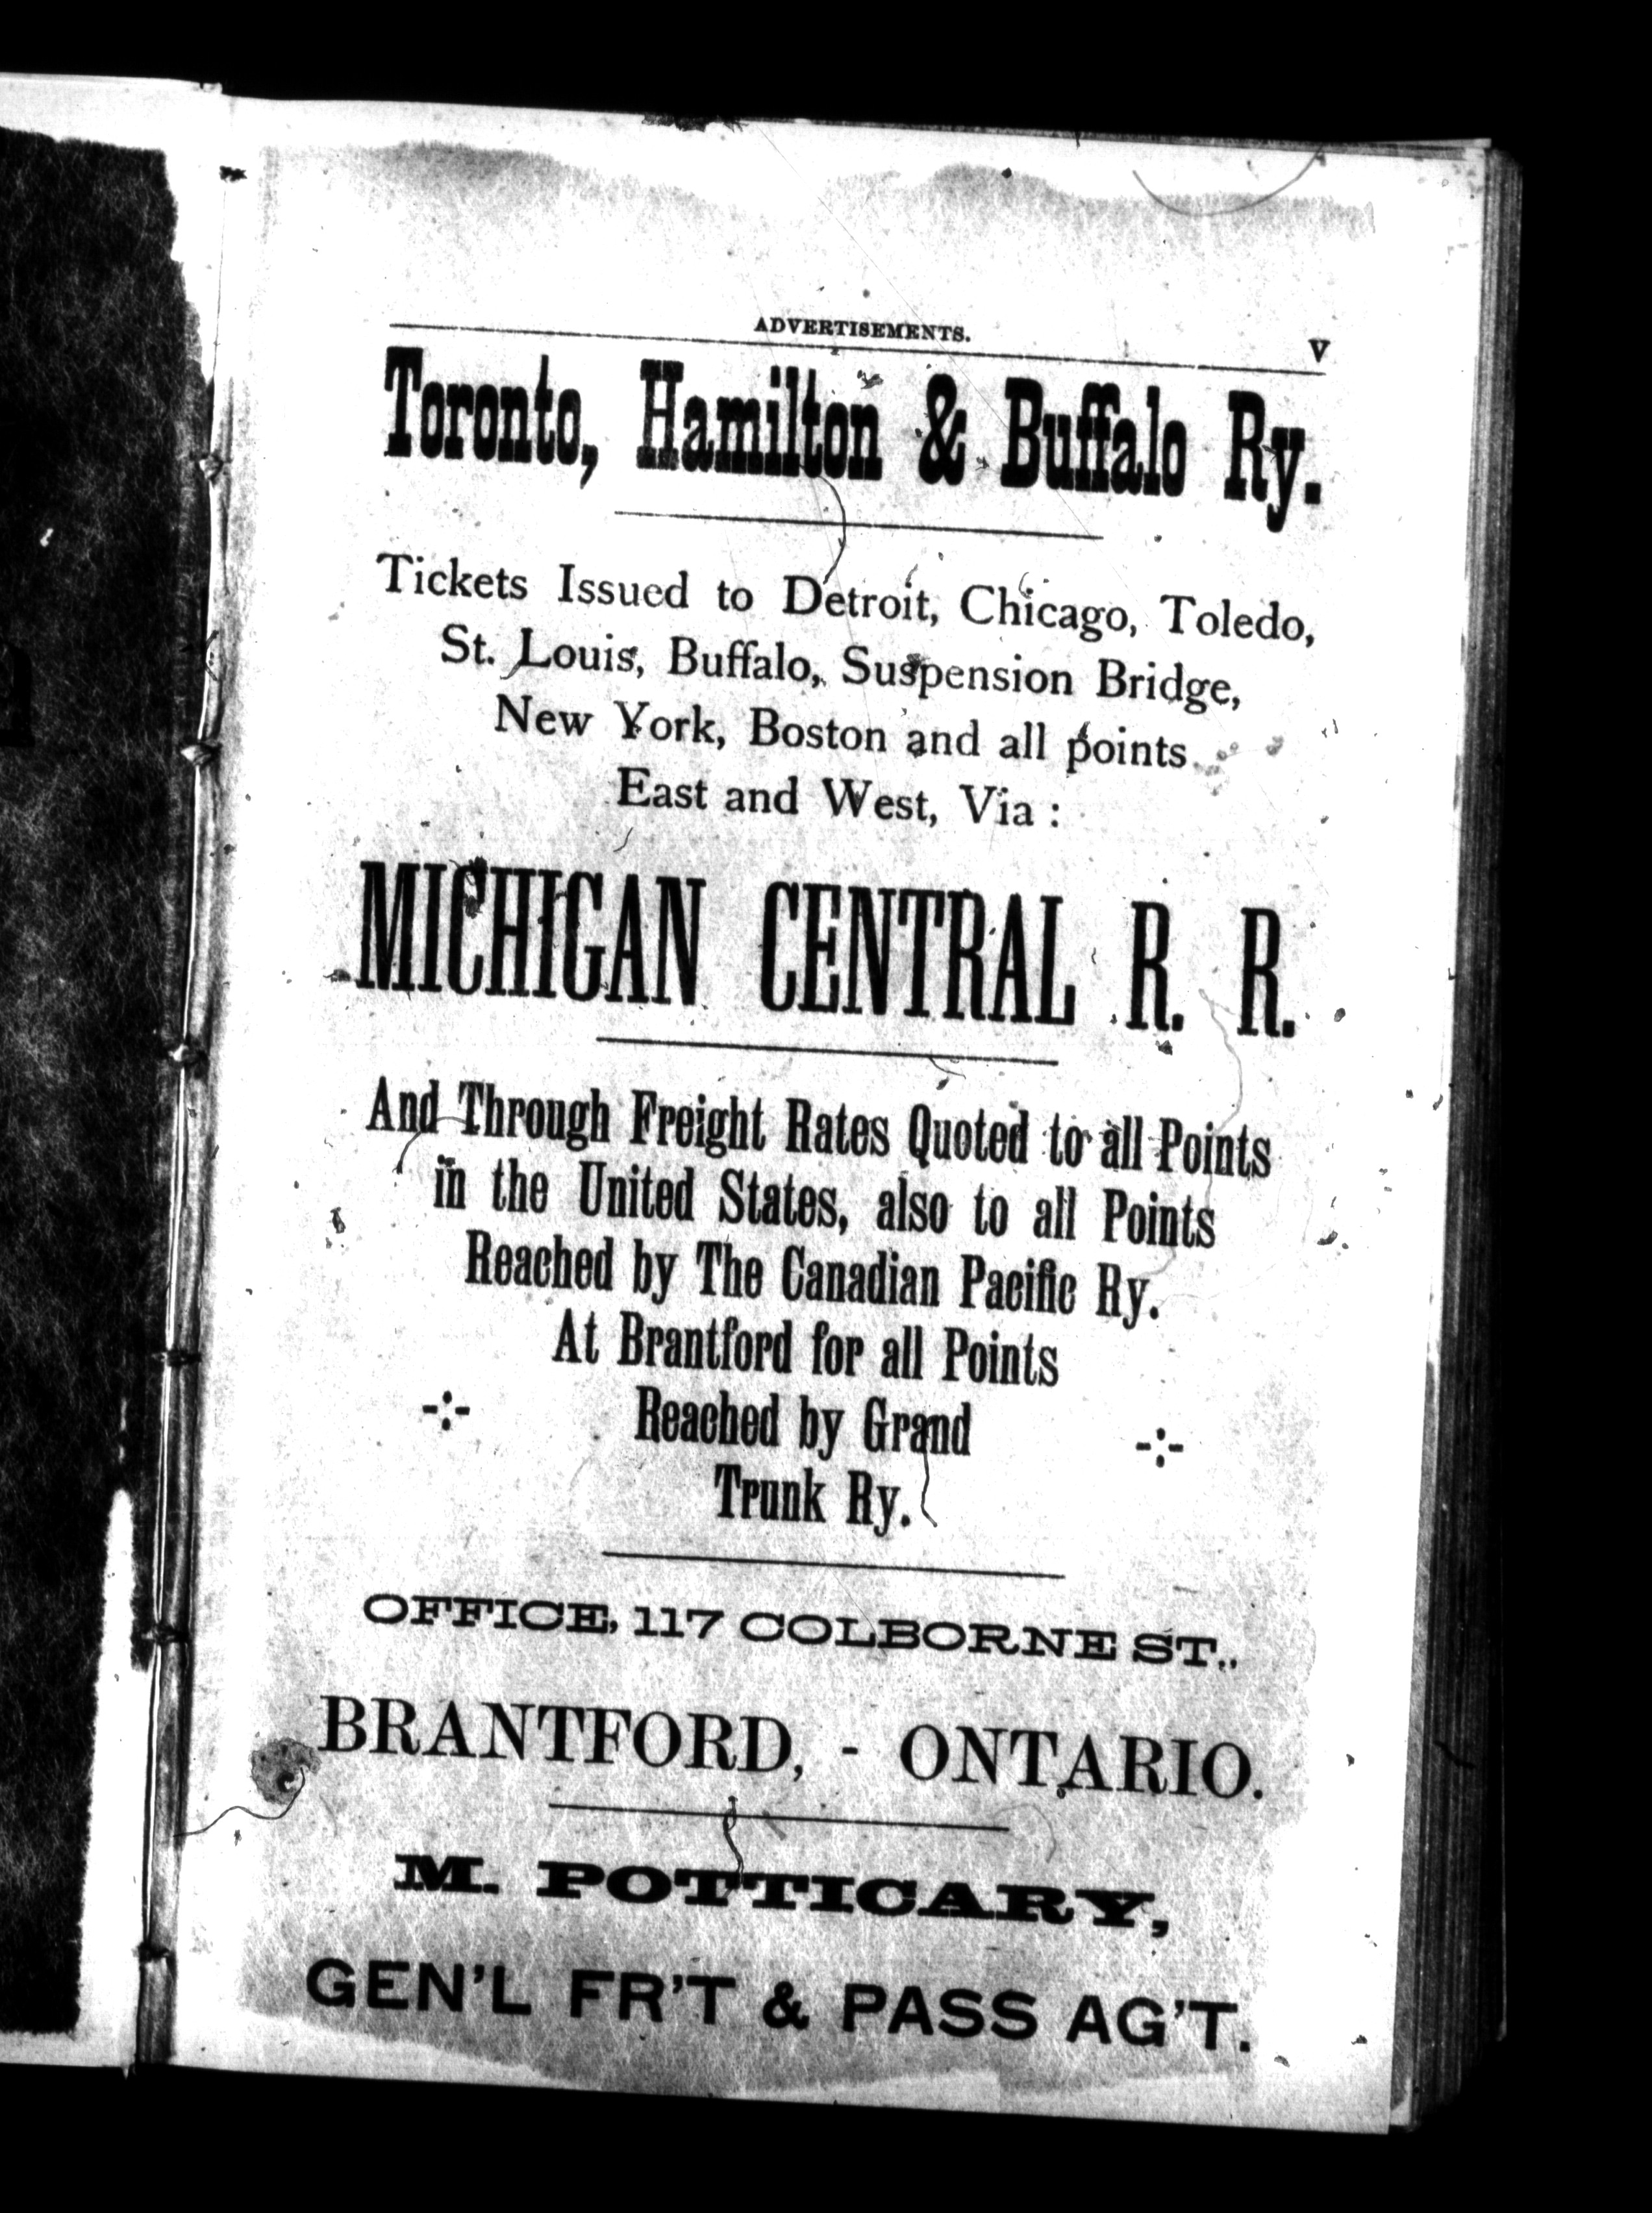 ADVERTISEMENTS. V
Toronto, Hamilton & Buffalo Ry.
Tickets Issued to Detroit, Chicago, Toledo,
St. Louis, Buffalo, Suspension Bridge,
New York, Boston and all points
East and West, Via :
MICHIGAN CENTRAL R. R.
And Through Freight Rates Quoted to all Points
in the United States, also to all Points
Reached by The Canadian Pacific Ry.
At Brantford for all Points
Reached by Grand
Trunk Ry.
OFFICE, 117 COLBORNE ST.,
BRANTFORD, - ONTARIO.
M. POTTICARY,
GEN'L FR'T & PASS AG'T.